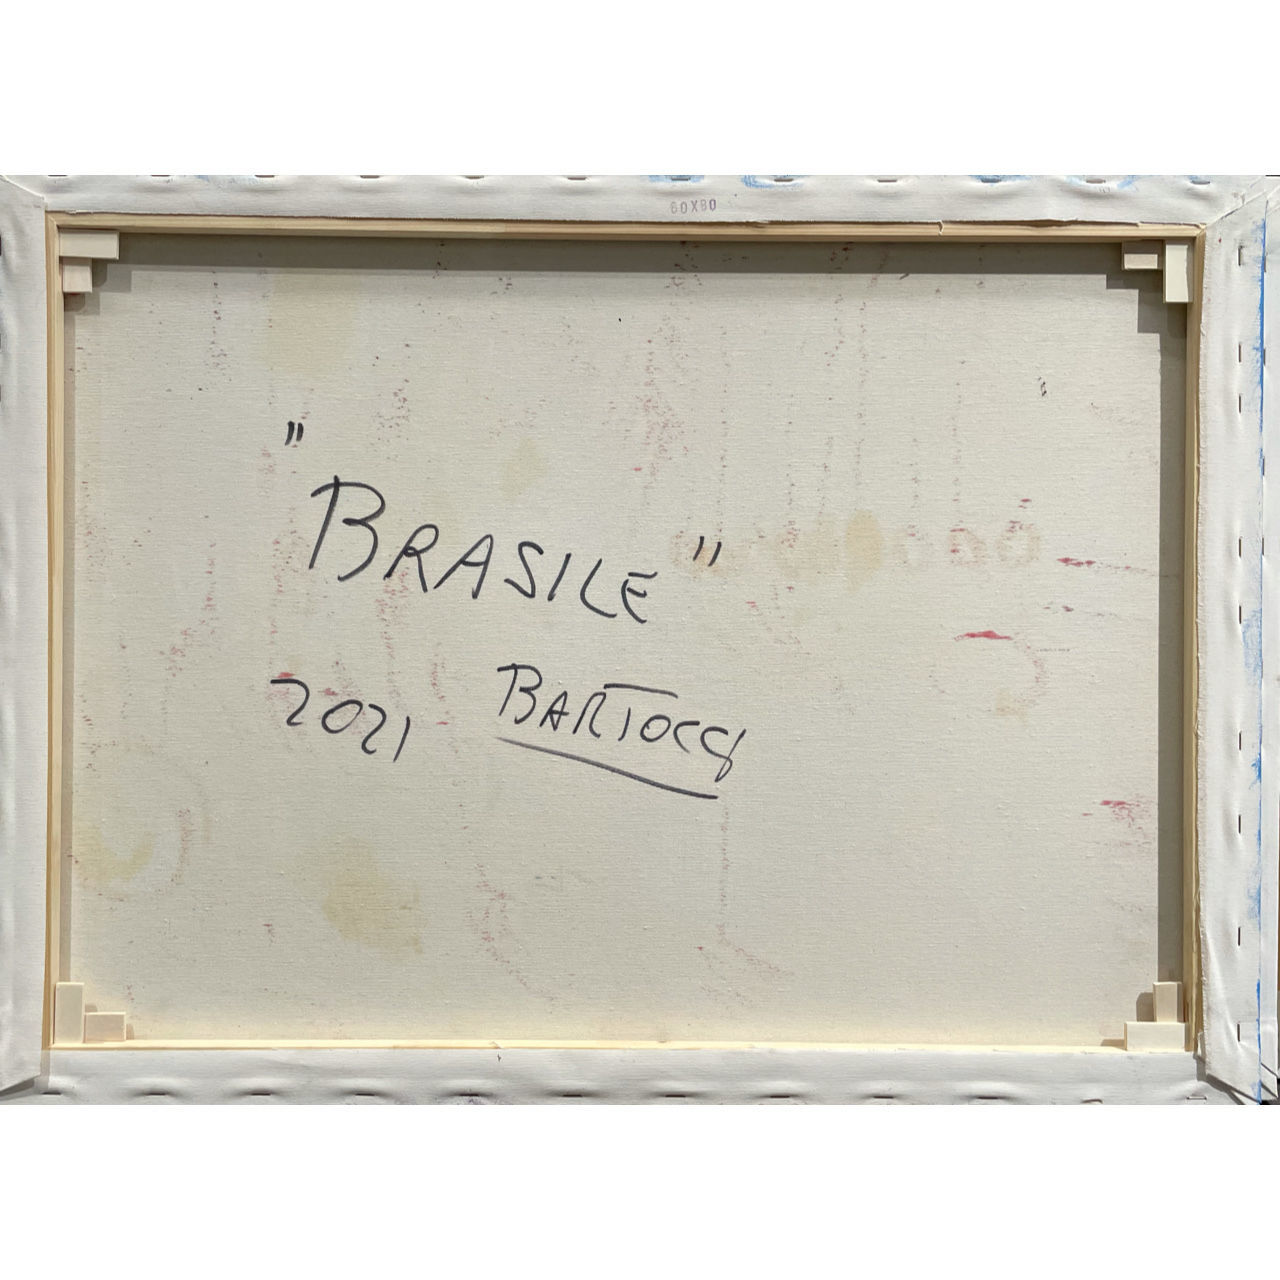 60X80
"BRASILE"
2021 BARTOCCI